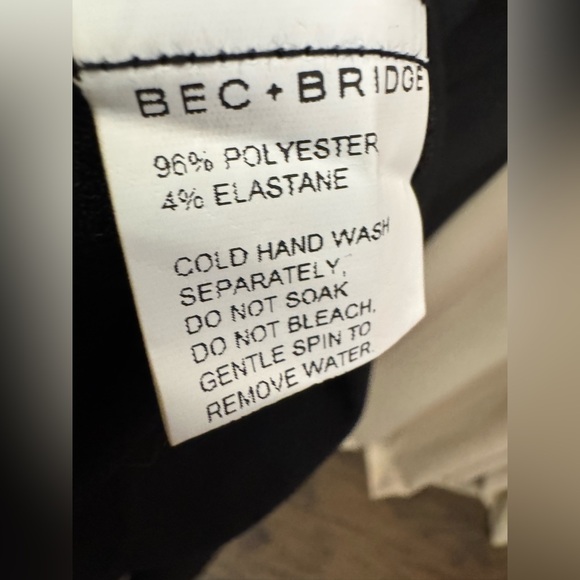 BEC + BRIDGE
96% POLYESTER
4% ELASTANE
COLD HAND WASH
SEPARATELY,
DO NOT SOAK
DO NOT BLEACH,
GENTLE SPIN TO
REMOVE WATER.